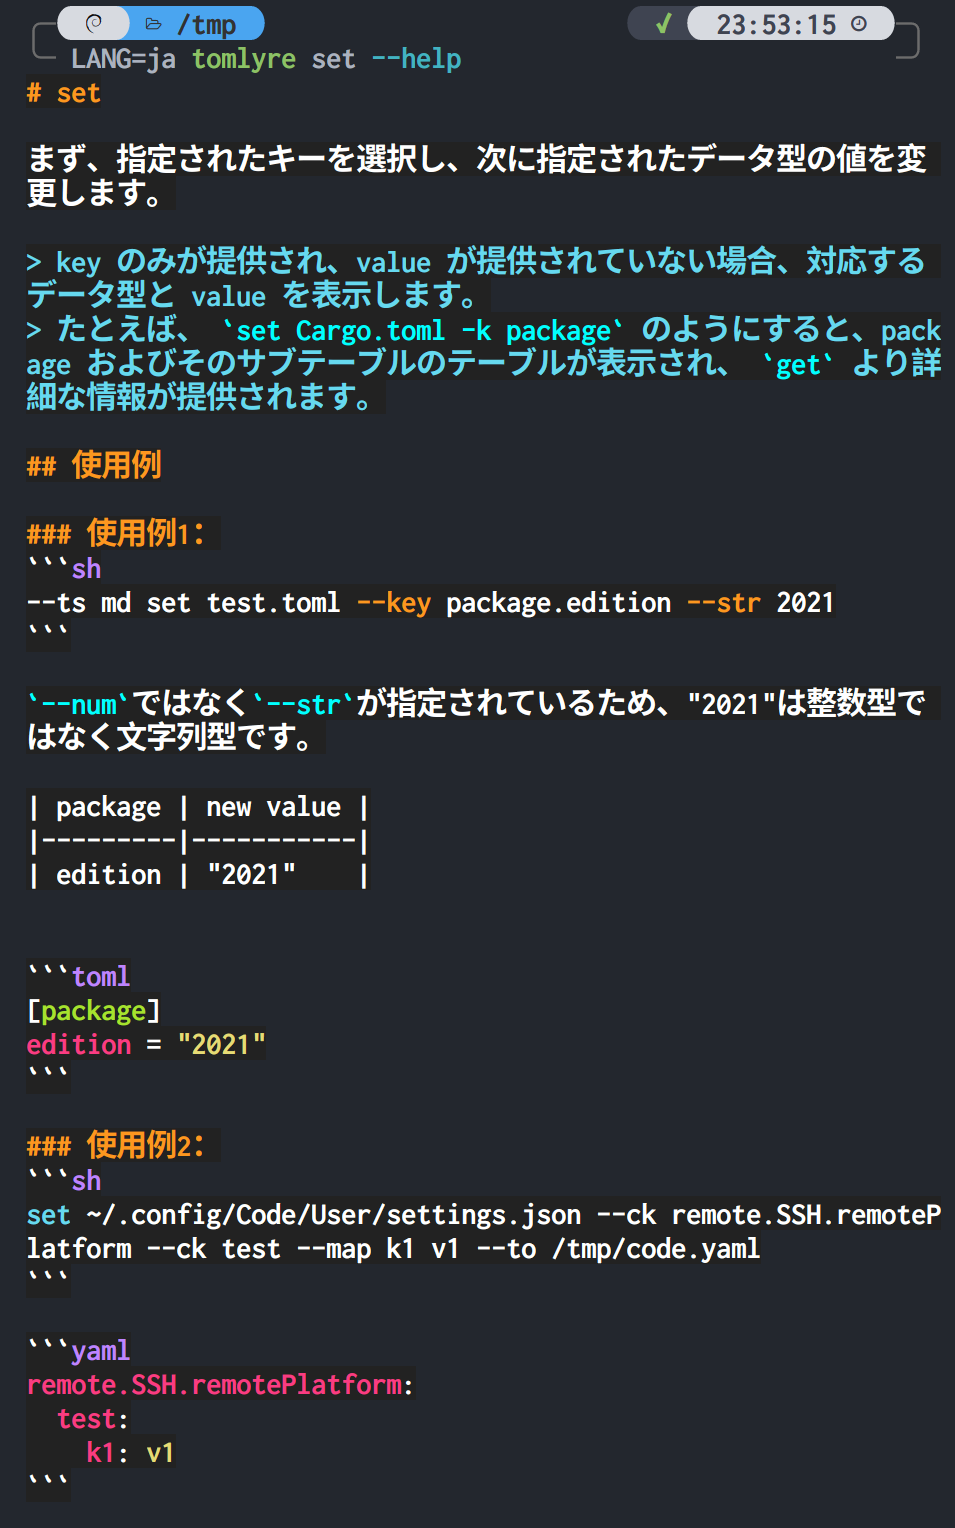 /tmp ✔ 23:53:15
LANG=ja tomlyre set --help
# set
まず、指定されたキーを選択し、次に指定されたデータ型の値を変
更します。
> key のみが提供され、value が提供されていない場合、対応する
データ型と value を表示します。
> たとえば、 `set Cargo.toml -k package` のようにすると、pack
age およびそのサブテーブルのテーブルが表示され、 `get` より詳
細な情報が提供されます。
## 使用例
### 使用例1:
```sh
--ts md set test.toml --key package.edition --str 2021
```
`--num`ではなく`--str`が指定されているため、"2021"は整数型で
はなく文字列型です。
| package | new value |
|---------|-----------|
| edition | "2021"    |
```toml
[package]
edition = "2021"
```
### 使用例2:
```sh
set ~/.config/Code/User/settings.json --ck remote.SSH.remoteP
latform --ck test --map k1 v1 --to /tmp/code.yaml
```
```yaml
remote.SSH.remotePlatform:
  test:
    k1: v1
```